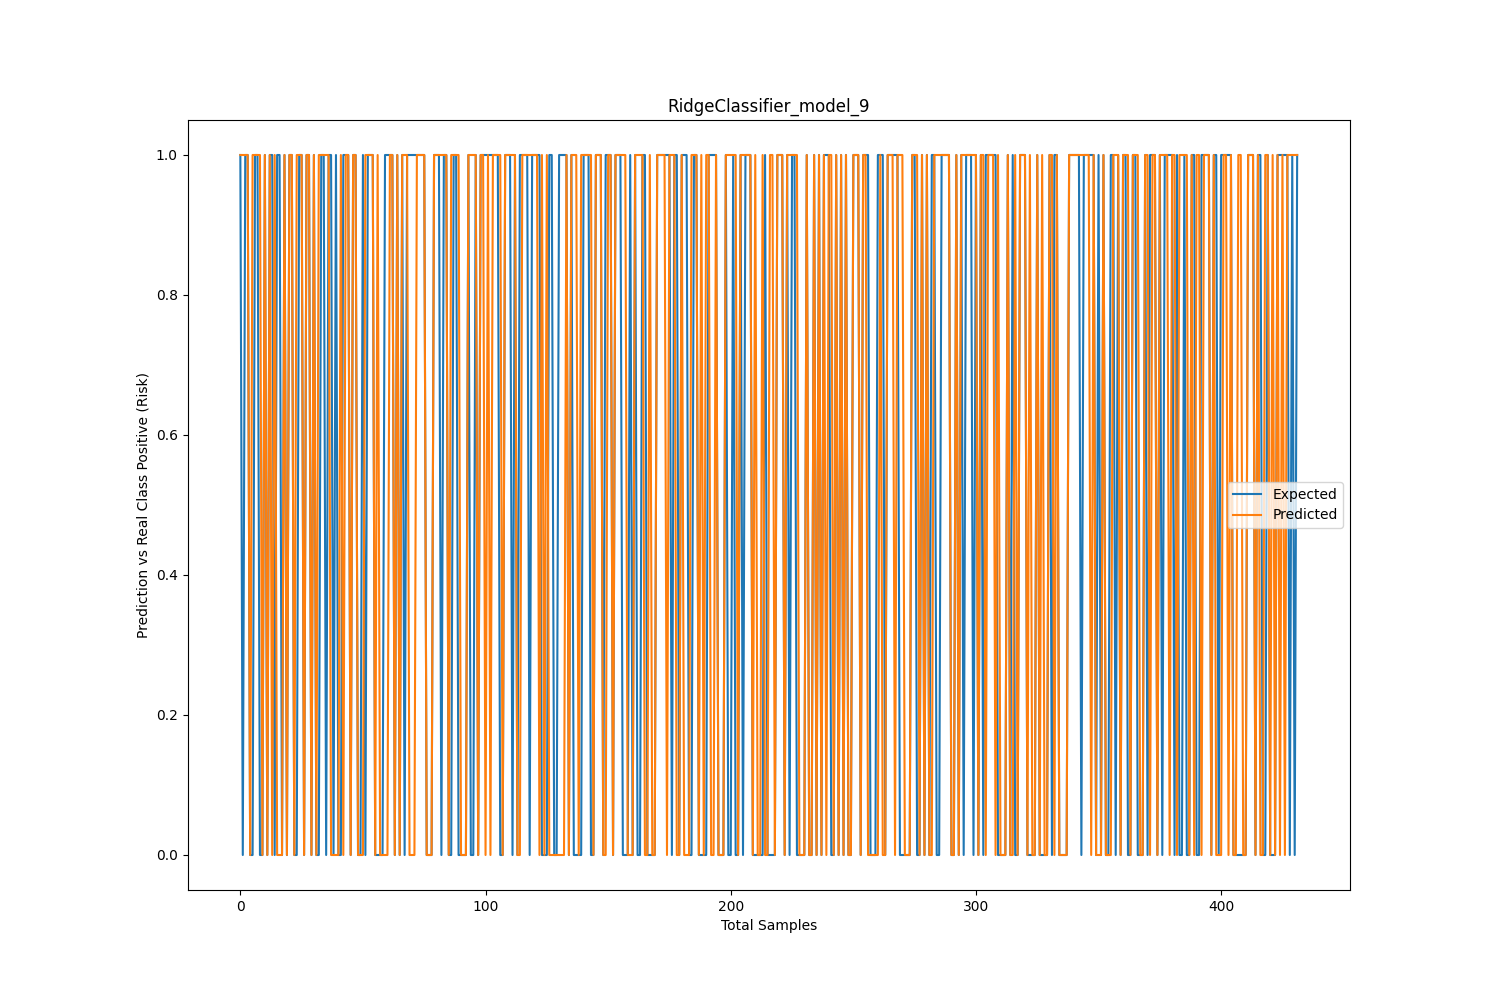 RidgeClassifier_model_9
1.0
0.8
0.6
0.4
0.2
0.0
Prediction vs Real Class Positive (Risk)
Expected
Predicted
0 100 200 300 400
Total Samples